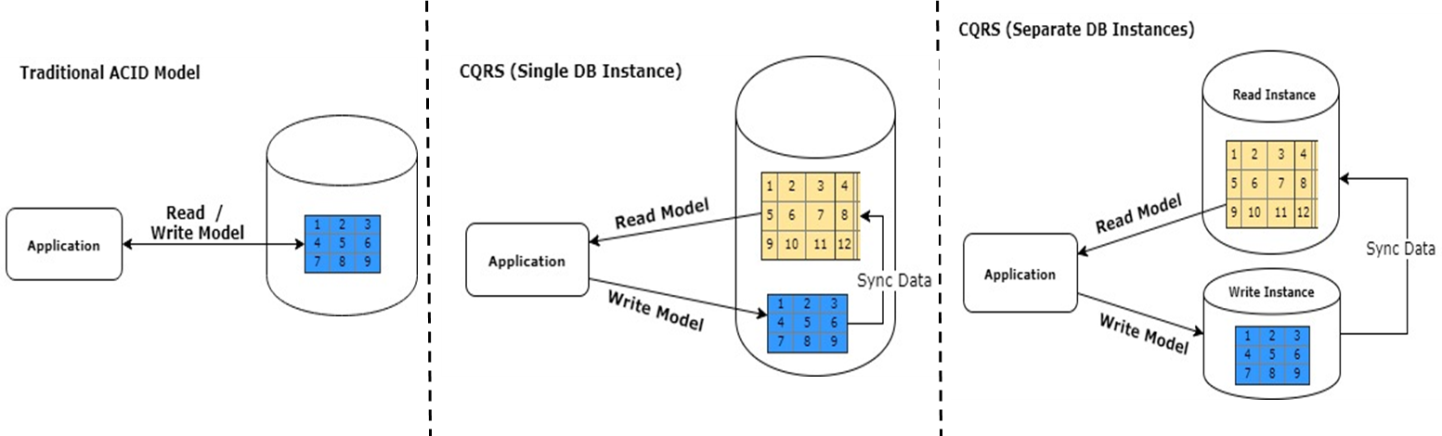 Traditional ACID Model
Application
Read /
Write Model
1 2 3
4 5 6
7 8 9
CQRS (Single DB Instance)
Application
Read Model
Write Model
1 2 3 4
5 6 7 8
9 10 11 12
Sync Data
1 2 3
4 5 6
7 8 9
CQRS (Separate DB Instances)
Read Instance
1 2 3 4
5 6 7 8
9 10 11 12
Read Model
Application
Write Model
Sync Data
Write Instance
1 2 3
4 5 6
7 8 9